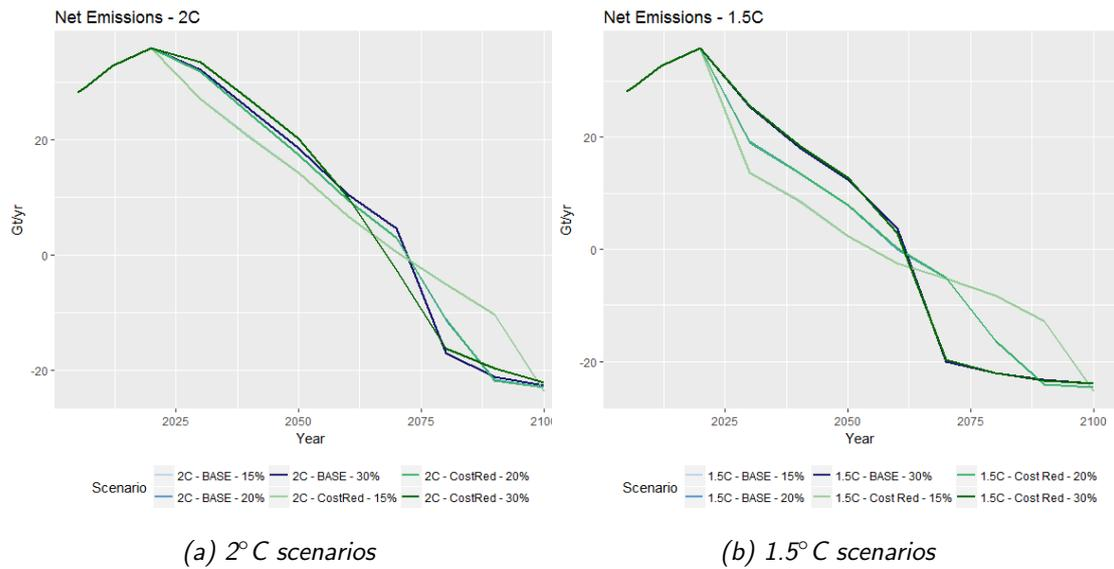 Net Emissions - 2C
Gt/yr
20
0
-20
2025
2050
2075
210
Year
Scenario
2C - BASE - 15%
2C - BASE - 30%
2C - CostRed - 20%
2C - BASE - 20%
2C - CostRed - 15%
2C - CostRed - 30%
(a) 2°C scenarios
Net Emissions - 1.5C
Gt/yr
20
0
-20
2025
2050
2075
2100
Year
Scenario
1.5C - BASE - 15%
1.5C - BASE - 30%
1.5C - Cost Red - 20%
1.5C - BASE - 20%
1.5C - Cost Red - 15%
1.5C - Cost Red - 30%
(b) 1.5°C scenarios